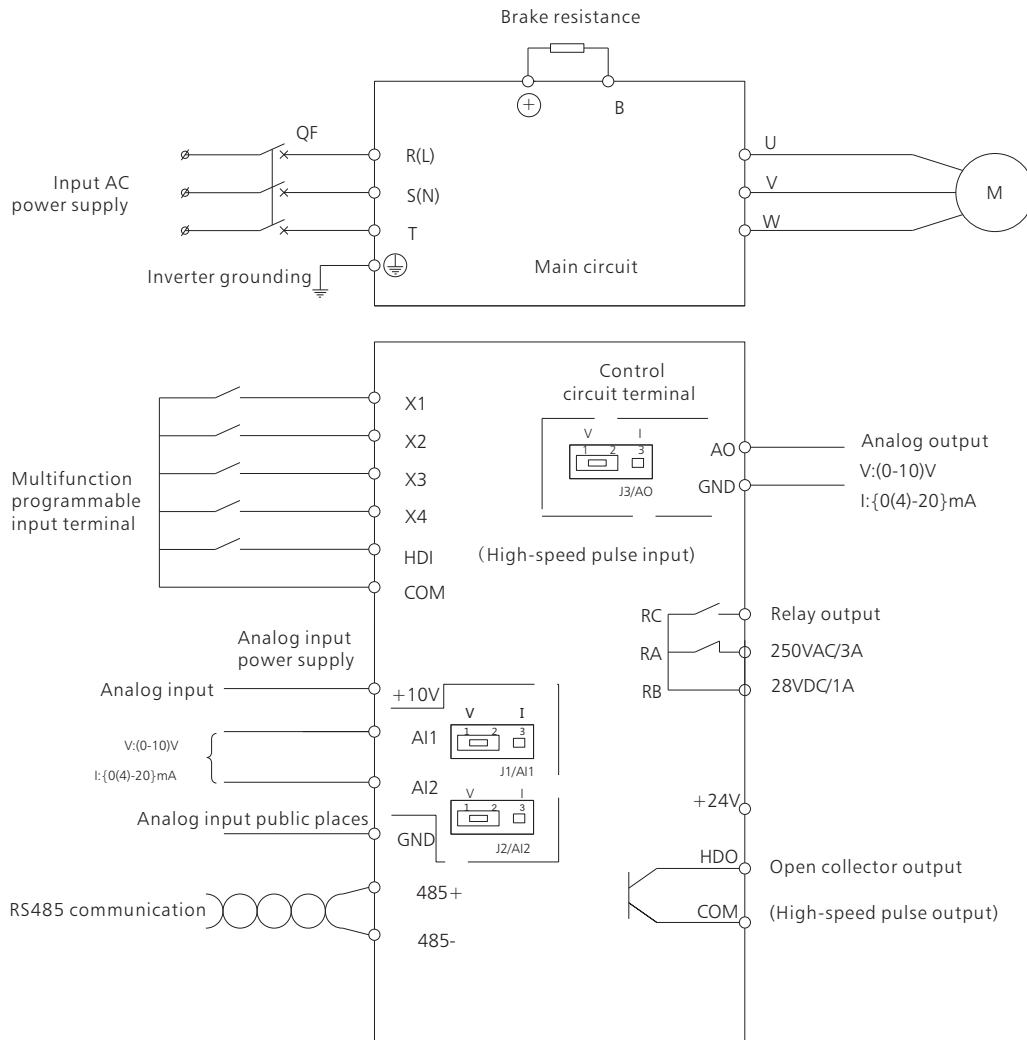 Brake resistance
+
B
QF
R(L)
S(N)
T
Input AC
power supply
Inverter grounding
Main circuit
U
V
W
M
Control
circuit terminal
V I
1 2 3
J3/AO
AO
GND
Analog output
V:(0-10)V
I:{0(4)-20}mA
Multifunction
programmable
input terminal
X1
X2
X3
X4
HDI
(High-speed pulse input)
COM
RC
Relay output
RA
250VAC/3A
RB
28VDC/1A
Analog input
power supply
Analog input
+10V
V I
1 2 3
J1/AI1
AI1
V:(0-10)V
I:{0(4)-20}mA
AI2
V I
1 2 3
J2/AI2
Analog input public places
GND
+24V
HDO
Open collector output
COM
(High-speed pulse output)
RS485 communication
485+
485-